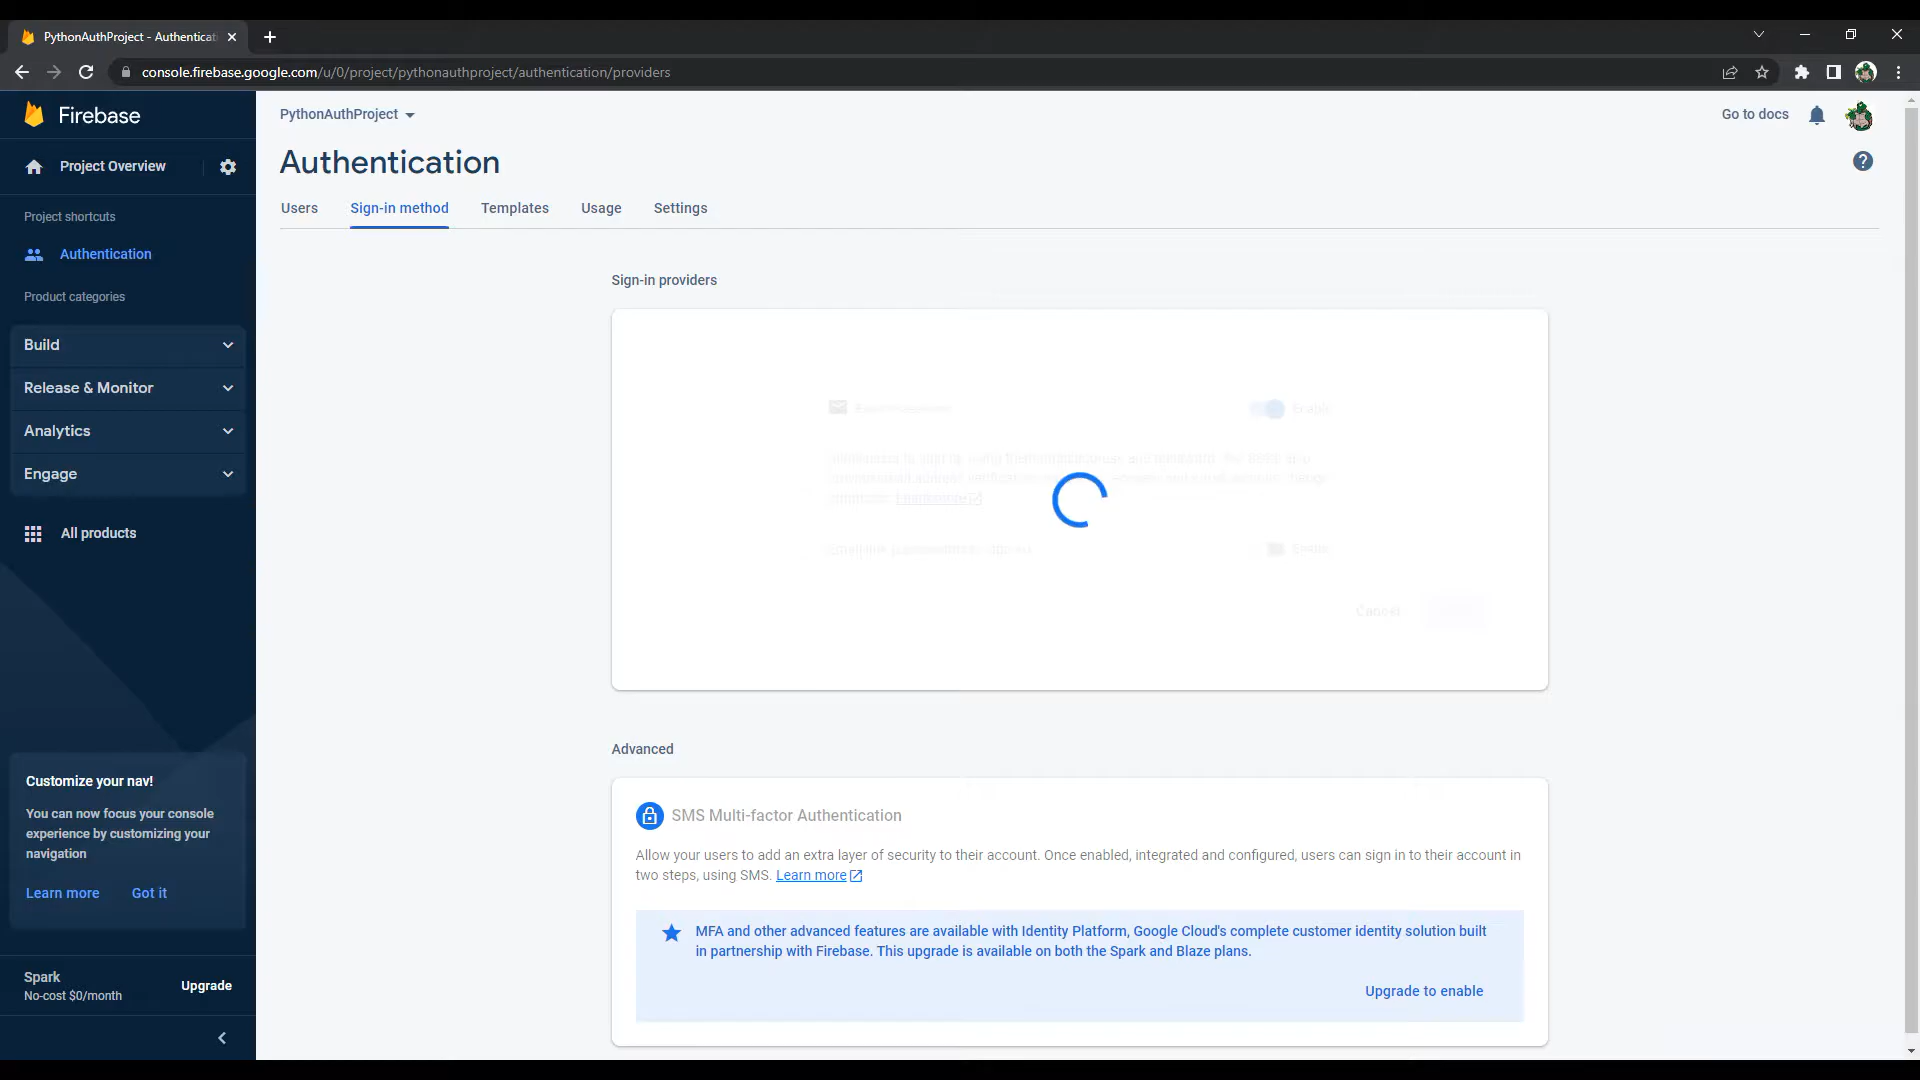 PythonAuthProject - Authenticati
console.firebase.google.com/u/0/project/pythonauthproject/authentication/providers
Firebase
PythonAuthProject
Go to docs
Project Overview
Authentication
Users
Sign-in method
Templates
Usage
Settings
Project shortcuts
Authentication
Product categories
Build
Release & Monitor
Analytics
Engage
All products
Sign-in providers
Enable
Cancel
Advanced
SMS Multi-factor Authentication
Allow your users to add an extra layer of security to their account. Once enabled, integrated and configured, users can sign in to their account in
two steps, using SMS. Learn more
MFA and other advanced features are available with Identity Platform, Google Cloud's complete customer identity solution built
in partnership with Firebase. This upgrade is available on both the Spark and Blaze plans.
Upgrade to enable
Customize your nav!
You can now focus your console
experience by customizing your
navigation
Learn more
Got it
Spark
No-cost $0/month
Upgrade